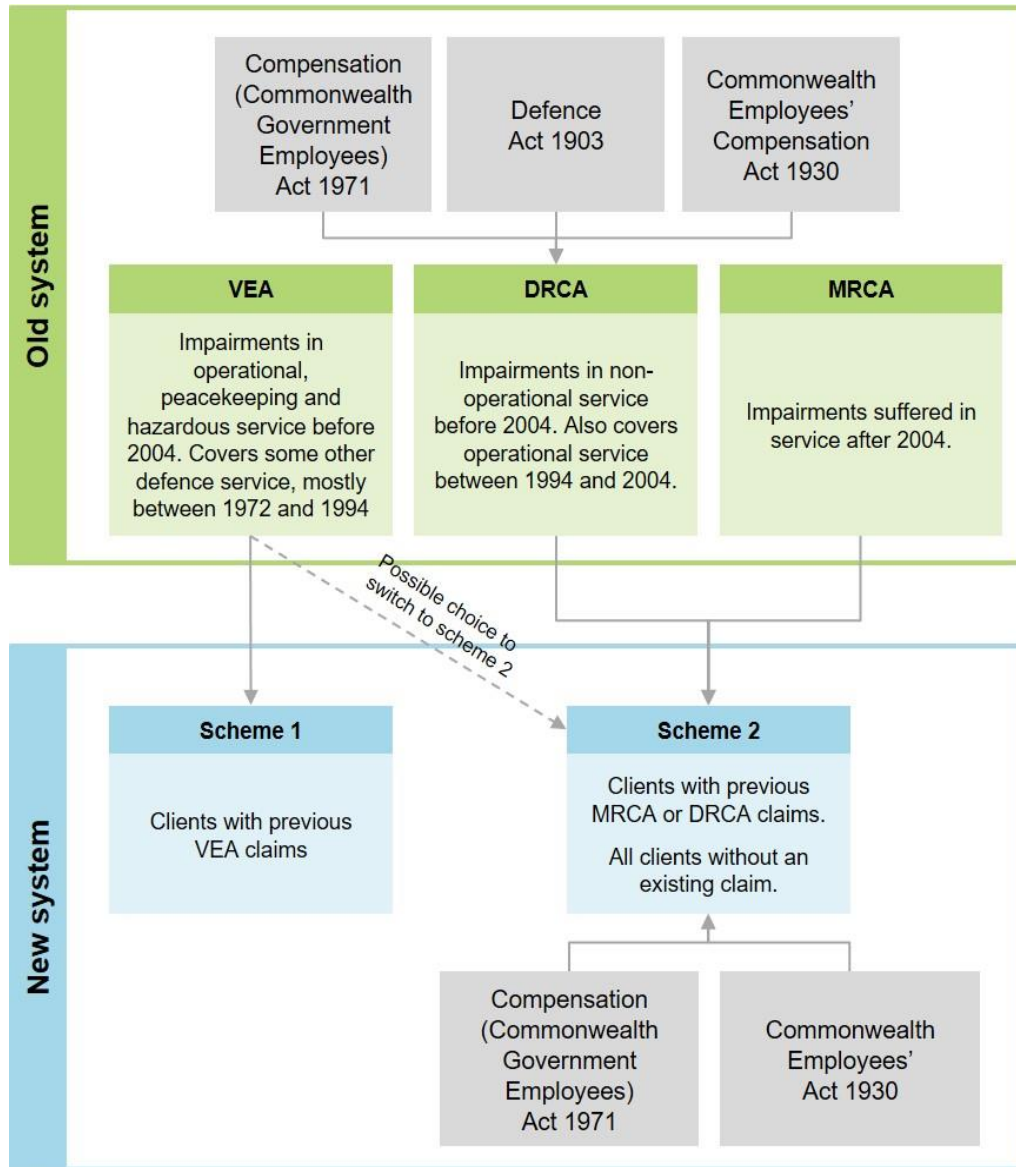 Old system
Compensation
(Commonwealth
Government
Employees)
Act 1971
Defence
Act 1903
Commonwealth
Employees’
Compensation
Act 1930
VEA
Impairments in
operational,
peacekeeping and
hazardous service before
2004. Covers some other
defence service, mostly
between 1972 and 1994
DRCA
Impairments in non-
operational service
before 2004. Also covers
operational service
between 1994 and 2004.
MRCA
Impairments suffered in
service after 2004.
Possible choice to
switch to scheme 2
New system
Scheme 1
Clients with previous
VEA claims
Scheme 2
Clients with previous
MRCA or DRCA claims.
All clients without an
existing claim.
Compensation
(Commonwealth
Government
Employees)
Act 1971
Commonwealth
Employees’
Act 1930